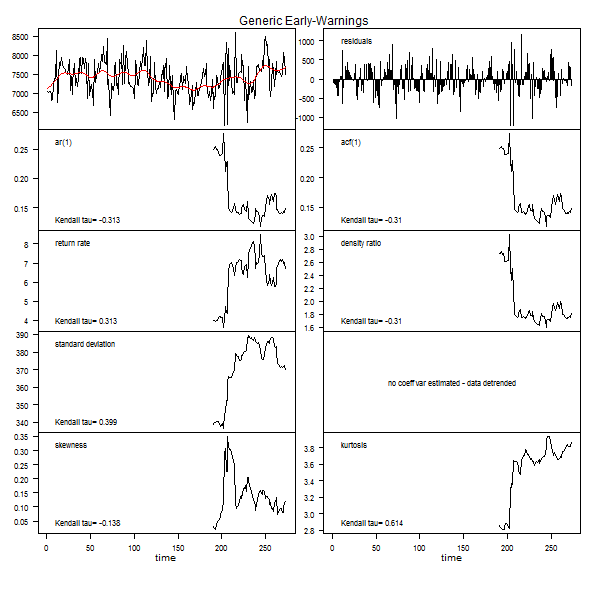 Generic Early-Warnings
8500
8000
7500
7000
6500
residuals
1000
500
0
-500
-1000
ar(1)
0.25
0.20
0.15
Kendall tau= -0.313
acf(1)
0.25
0.20
0.15
Kendall tau= -0.31
return rate
8
7
6
5
4
Kendall tau= 0.313
density ratio
3.0
2.8
2.6
2.4
2.2
2.0
1.8
1.6
Kendall tau= -0.31
standard deviation
390
380
370
360
350
340
Kendall tau= 0.399
no coeff var estimated - data detrended
skewness
0.35
0.30
0.25
0.20
0.15
0.10
0.05
Kendall tau= -0.138
kurtosis
3.8
3.6
3.4
3.2
3.0
2.8
Kendall tau= 0.614
0 50 100 150 200 250
time
0 50 100 150 200 250
time